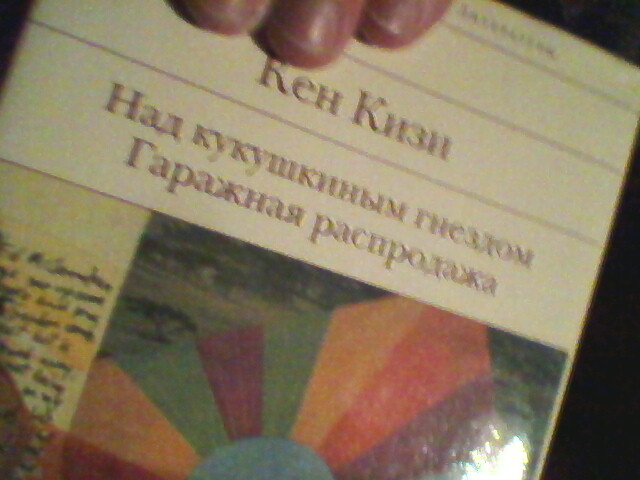 Кен Кизи
Над кукушкиным гнездом
Гаражная распродажа